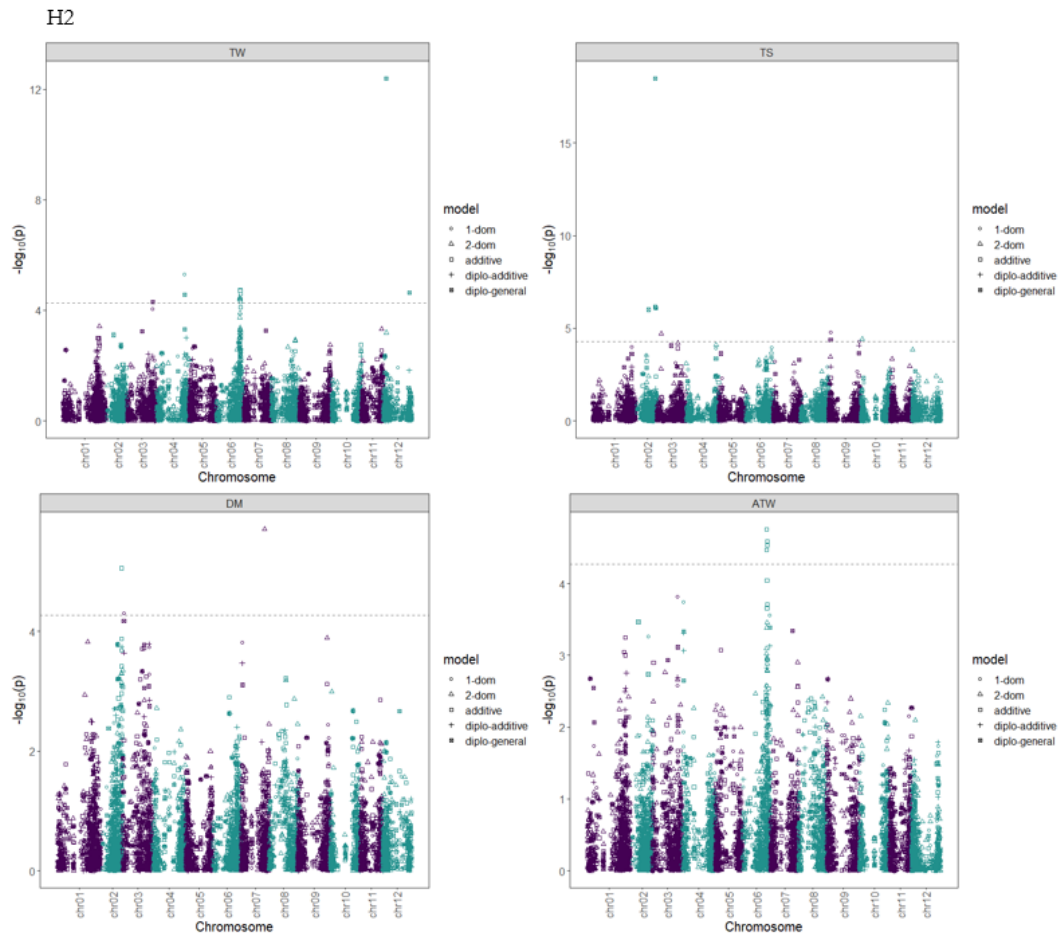 H2
TW
12
8
4
0
-log10(p)
chr01
chr02
chr03
chr04
chr05
chr06
chr07
chr08
chr09
chr10
chr11
chr12
Chromosome
model
1-dom
2-dom
additive
diplo-additive
diplo-general
TS
15
10
5
0
-log10(p)
chr01
chr02
chr03
chr04
chr05
chr06
chr07
chr08
chr09
chr10
chr11
chr12
Chromosome
model
1-dom
2-dom
additive
diplo-additive
diplo-general
DM
4
2
0
-log10(p)
chr01
chr02
chr03
chr04
chr05
chr06
chr07
chr08
chr09
chr10
chr11
chr12
Chromosome
model
1-dom
2-dom
additive
diplo-additive
diplo-general
ATW
4
3
2
1
0
-log10(p)
chr01
chr02
chr03
chr04
chr05
chr06
chr07
chr08
chr09
chr10
chr11
chr12
Chromosome
model
1-dom
2-dom
additive
diplo-additive
diplo-general